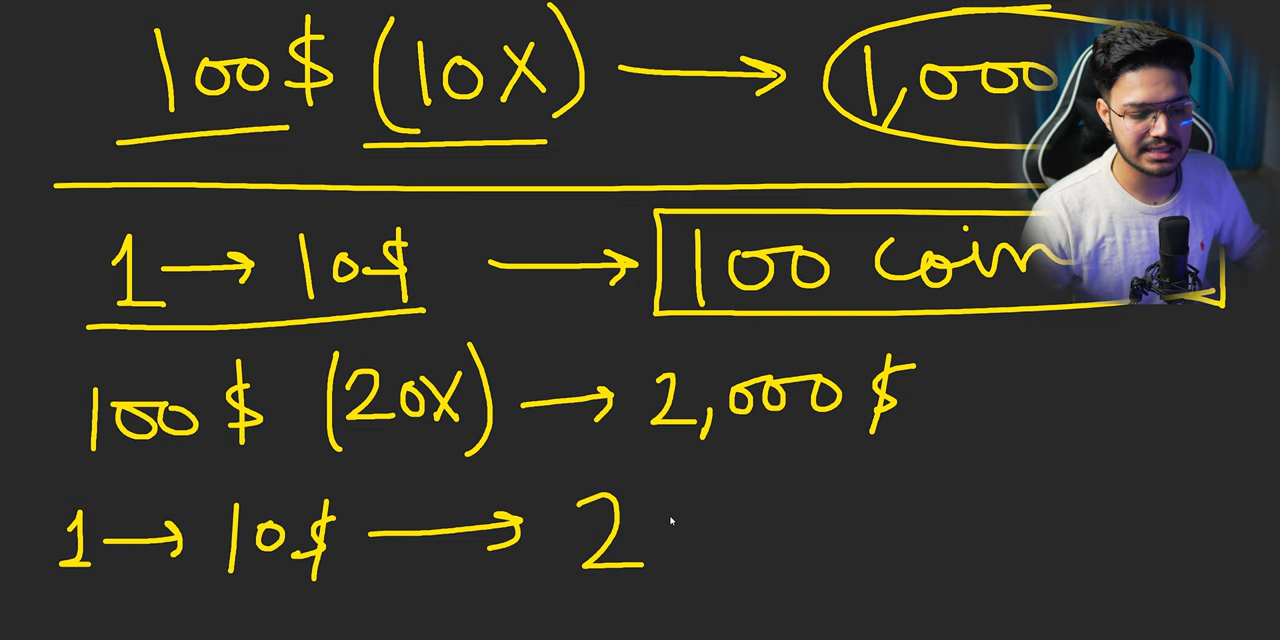 100$ (10X) → 1,000
1 → 10$ → 100 coin
100 $ (20X) → 2,000 $
1 → 10$ → 2